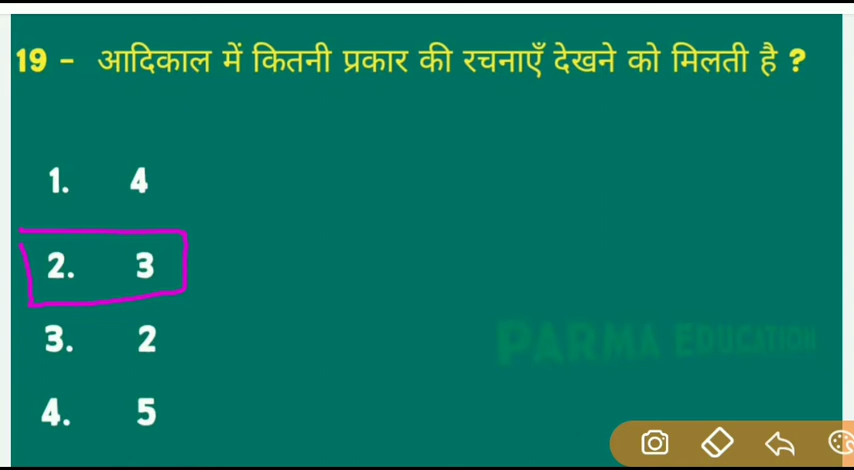 19 - आदिकाल में कितनी प्रकार की रचनाएँ देखने को मिलती है ?
1. 4
2. 3
3. 2
4. 5
PARMA EDUCATION